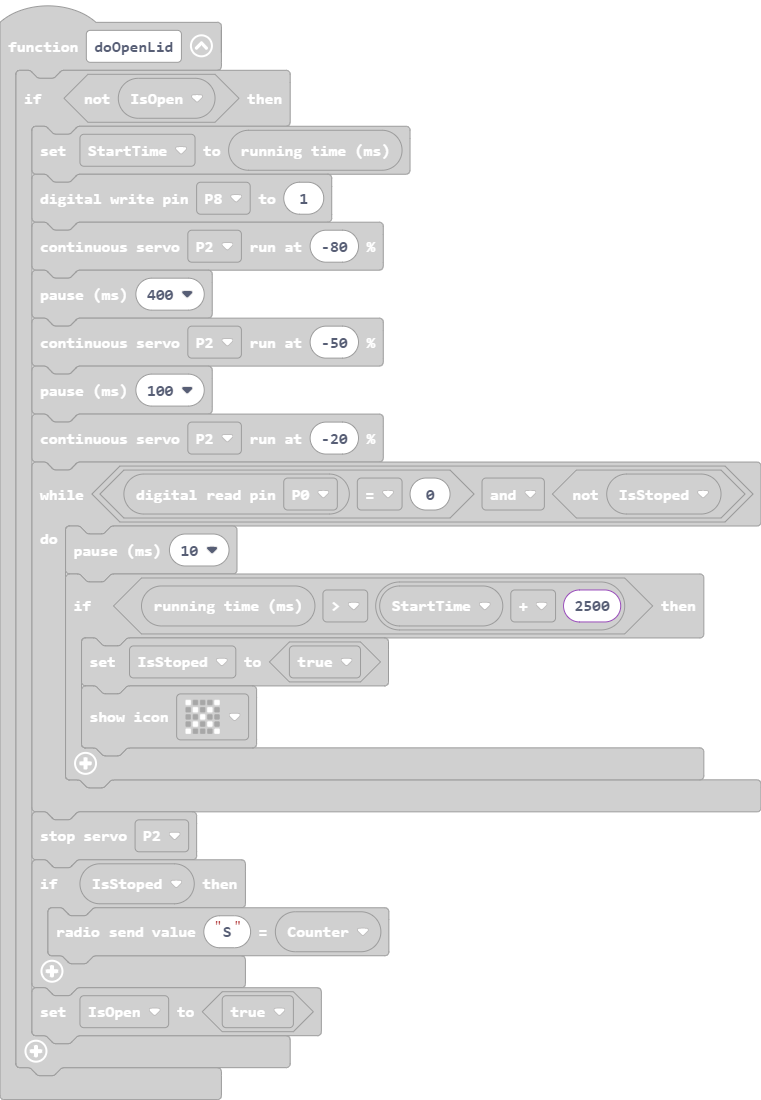 function doOpenLid
if not IsOpen then
set StartTime to running time (ms)
digital write pin P8 to 1
continuous servo P2 run at -80 %
pause (ms) 400
continuous servo P2 run at -50 %
pause (ms) 100
continuous servo P2 run at -20 %
while digital read pin P0 = 0 and not IsStoped
do
pause (ms) 10
if running time (ms) > StartTime + 2500 then
set IsStoped to true
show icon
stop servo P2
if IsStoped then
radio send value "S" = Counter
set IsOpen to true